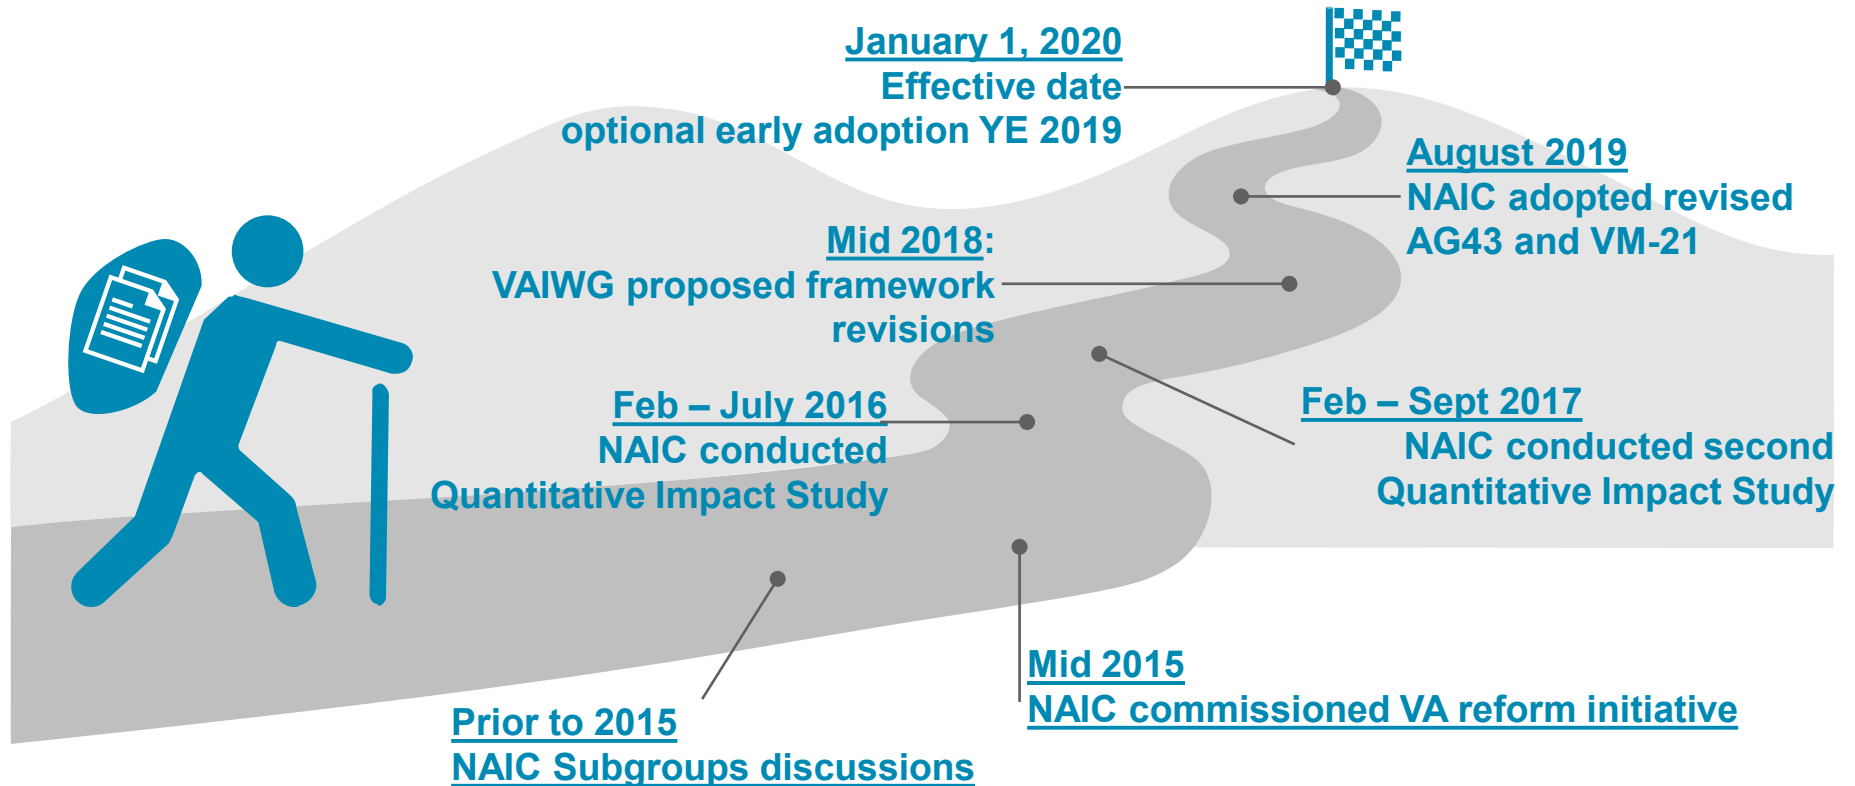 January 1, 2020
Effective date
optional early adoption YE 2019
August 2019
NAIC adopted revised
AG43 and VM-21
Mid 2018:
VAIWG proposed framework
revisions
Feb – July 2016
NAIC conducted
Quantitative Impact Study
Feb – Sept 2017
NAIC conducted second
Quantitative Impact Study
Mid 2015
NAIC commissioned VA reform initiative
Prior to 2015
NAIC Subgroups discussions